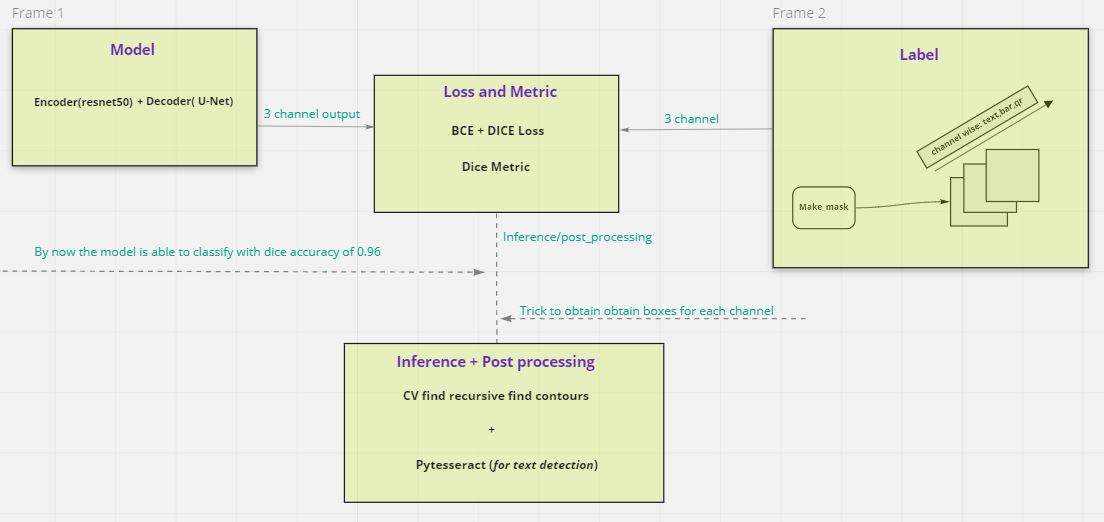 Frame 1
Frame 2
Model
Encoder(resnet50) + Decoder( U-Net)
3 channel output
Loss and Metric
BCE + DICE Loss
Dice Metric
3 channel
Label
channel wise: text,bar,qr
Make_mask
Inference/post_processing
By now the model is able to classify with dice accuracy of 0.96
Trick to obtain obtain boxes for each channel
Inference + Post processing
CV find recursive find contours
+
Pytesseract (for text detection)